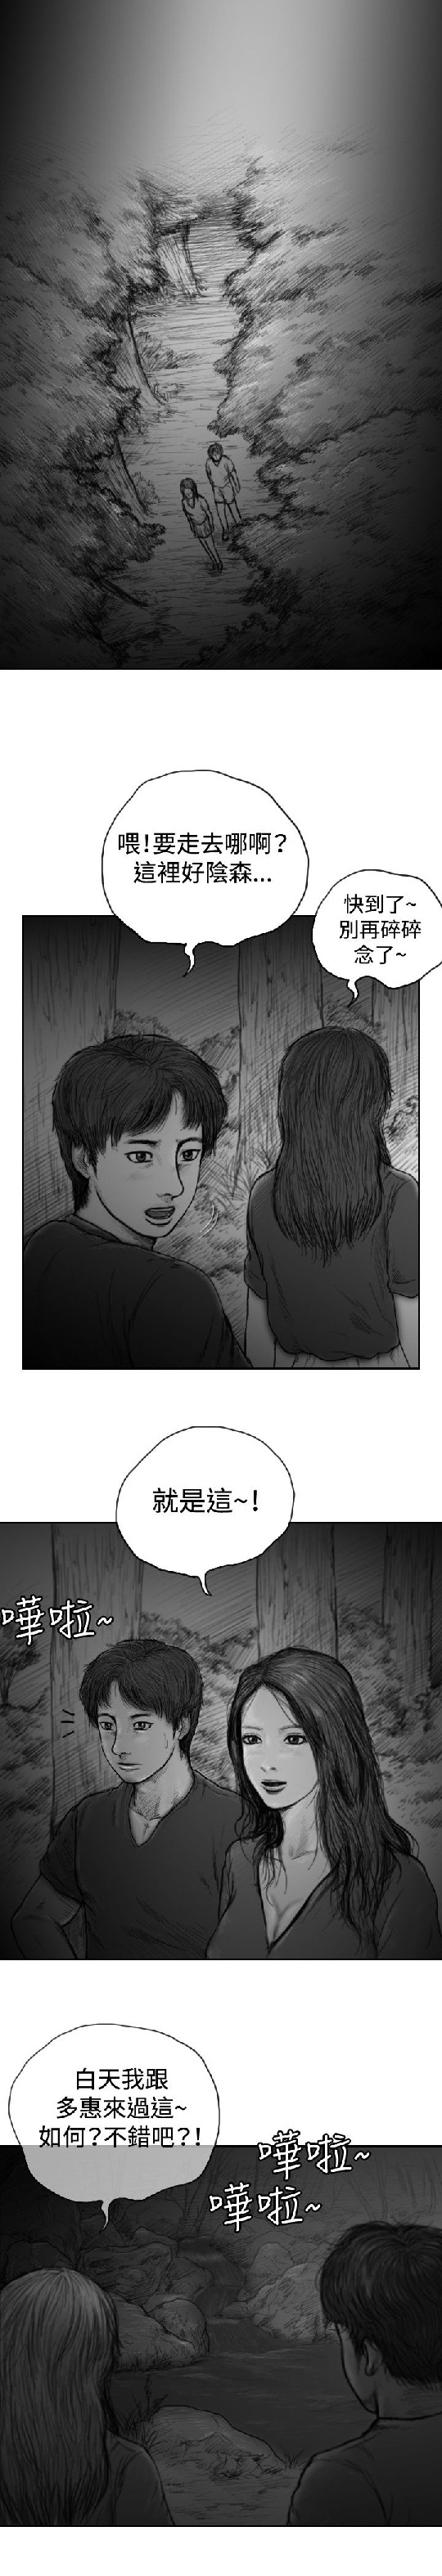 喂!要走去哪啊?
這裡好陰森...
快到了~
別再碎碎
念了~
就是這~!
嘩啦~
白天我跟
多惠來過這~
如何?不錯吧?!
嘩啦~
嘩啦~